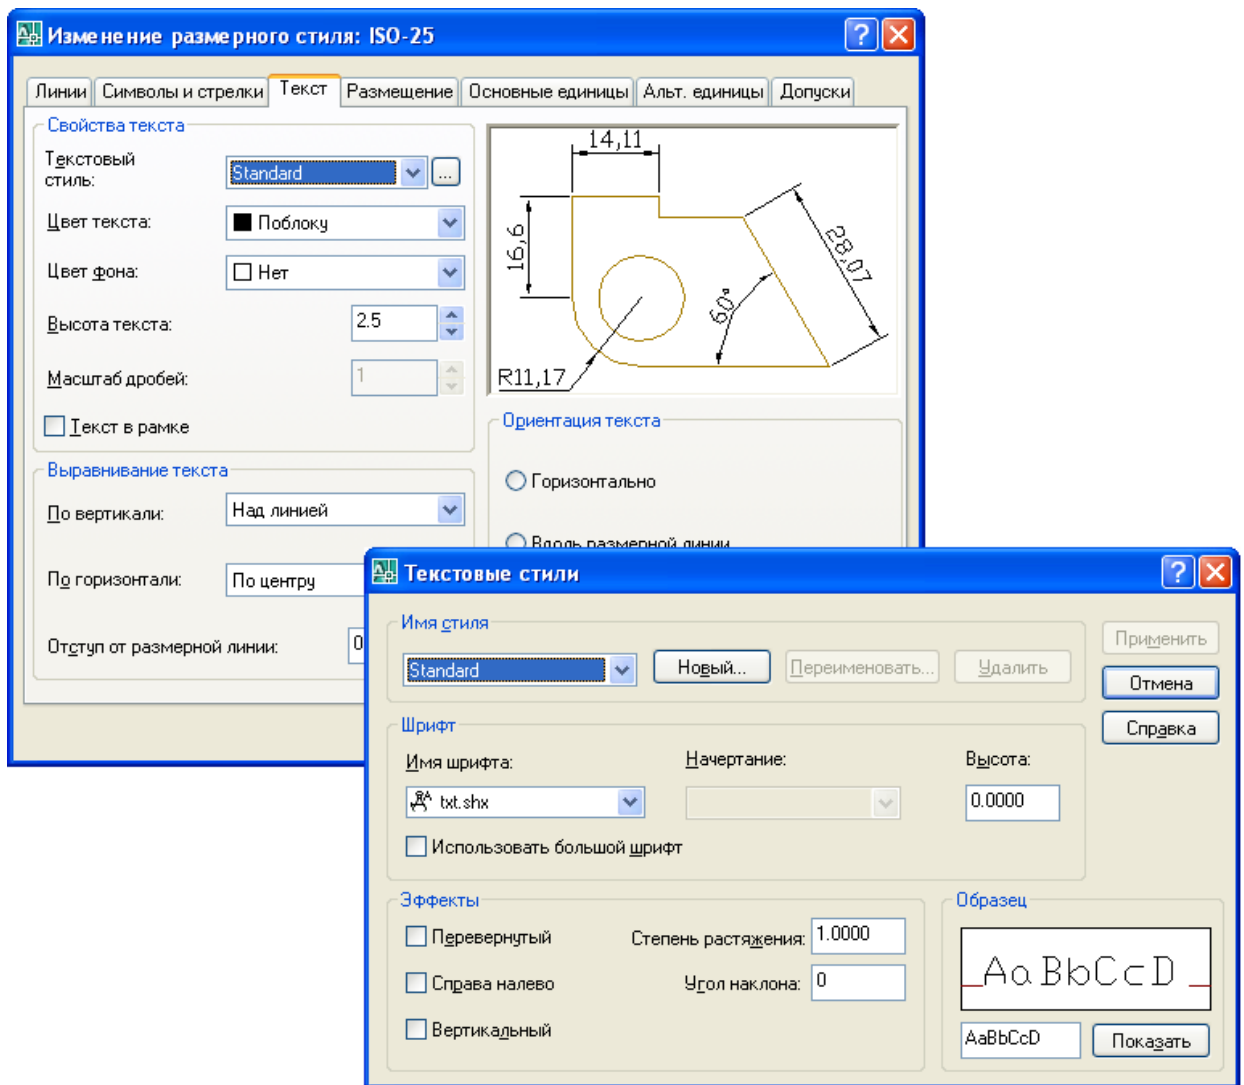 Изменение размерного стиля: ISO-25
Линии Символы и стрелки Текст Размещение Основные единицы Альт. единицы Допуски
Свойства текста
Текстовый стиль: Standard ...
Цвет текста: Поблоку
Цвет фона: Нет
Высота текста: 2.5
Масштаб дробей: 1
Текст в рамке
14,11
16,6
28,07
60°
R11,17
Выравнивание текста
По вертикали: Над линией
По горизонтали: По центру
Отступ от размерной линии: 0
Ориентация текста
Горизонтально
Вдоль размерной линии
Текстовые стили
Имя стиля
Standard Новый... Переименовать... Удалить
Применить
Отмена
Справка
Шрифт
Имя шрифта: Начертание: Высота:
txt.shx 0.0000
Использовать большой шрифт
Эффекты
Перевернутый Степень растяжения: 1.0000
Справа налево Угол наклона: 0
Вертикальный
Образец
AaBbCcD
AaBbCcD Показать